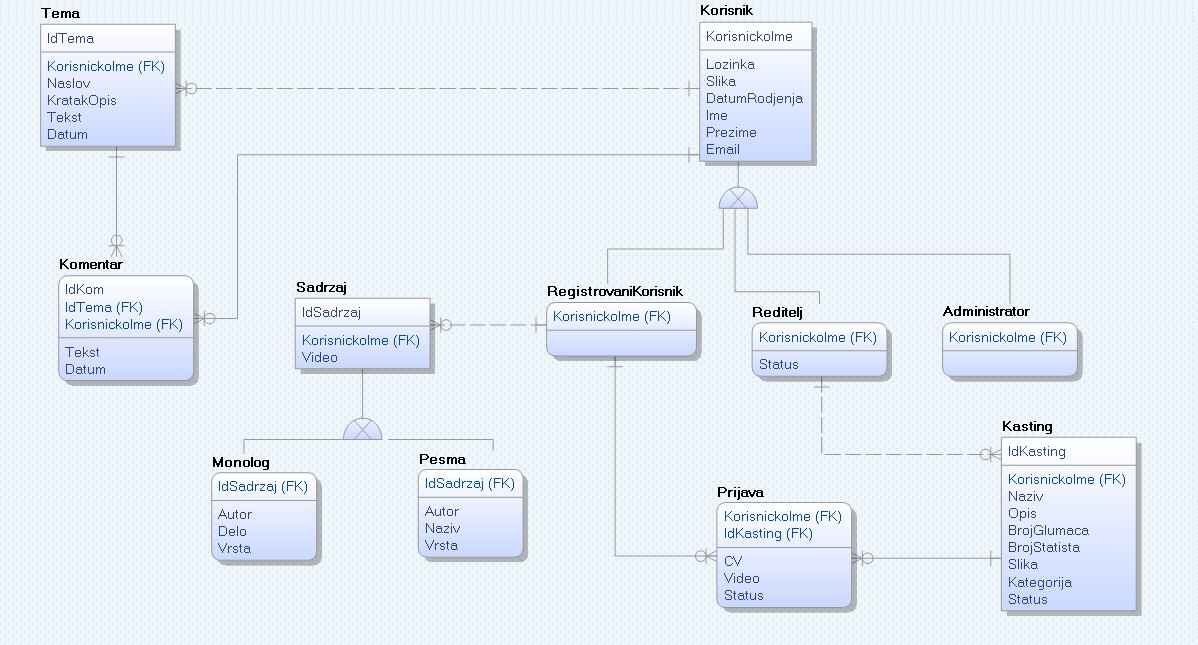 Tema
IdTema
KorisnickoIme (FK)
Naslov
KratakOpis
Tekst
Datum
Korisnik
KorisnickoIme
Lozinka
Slika
DatumRodjenja
Ime
Prezime
Email
Komentar
IdKom
IdTema (FK)
KorisnickoIme (FK)
Tekst
Datum
Sadrzaj
IdSadrzaj
KorisnickoIme (FK)
Video
RegistrovaniKorisnik
KorisnickoIme (FK)
Reditelj
KorisnickoIme (FK)
Status
Administrator
KorisnickoIme (FK)
Monolog
IdSadrzaj (FK)
Autor
Delo
Vrsta
Pesma
IdSadrzaj (FK)
Autor
Naziv
Vrsta
Prijava
KorisnickoIme (FK)
IdKasting (FK)
CV
Video
Status
Kasting
IdKasting
KorisnickoIme (FK)
Naziv
Opis
BrojGlumaca
BrojStatista
Slika
Kategorija
Status